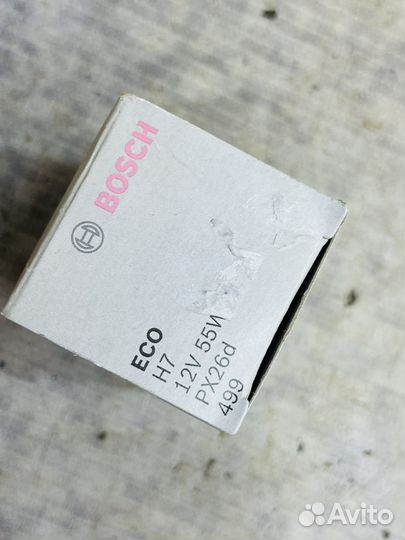 BOSCH
ECO
H7
12V 55W
PX26d
499
Avito